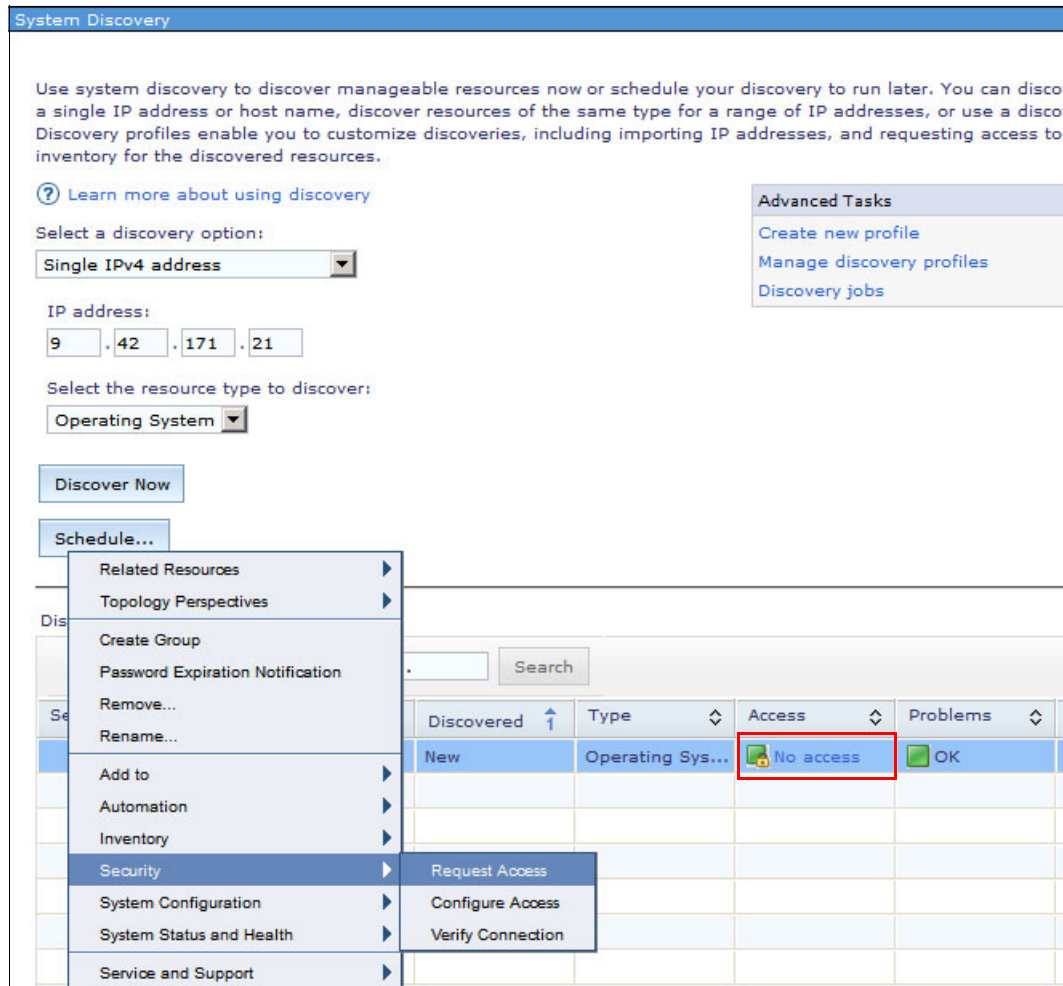 System Discovery
Use system discovery to discover manageable resources now or schedule your discovery to run later. You can disco
a single IP address or host name, discover resources of the same type for a range of IP addresses, or use a disco
Discovery profiles enable you to customize discoveries, including importing IP addresses, and requesting access to
inventory for the discovered resources.
? Learn more about using discovery
Select a discovery option:
Single IPv4 address
IP address:
9 . 42 . 171 . 21
Select the resource type to discover:
Operating System
Discover Now
Schedule...
Advanced Tasks
Create new profile
Manage discovery profiles
Discovery jobs
Related Resources
Topology Perspectives
Create Group
Password Expiration Notification
Remove...
Rename...
Add to
Automation
Inventory
Security
System Configuration
System Status and Health
Service and Support
Request Access
Configure Access
Verify Connection
Dis
. Search
Se Discovered 1 Type Access Problems
New Operating Sys... No access OK